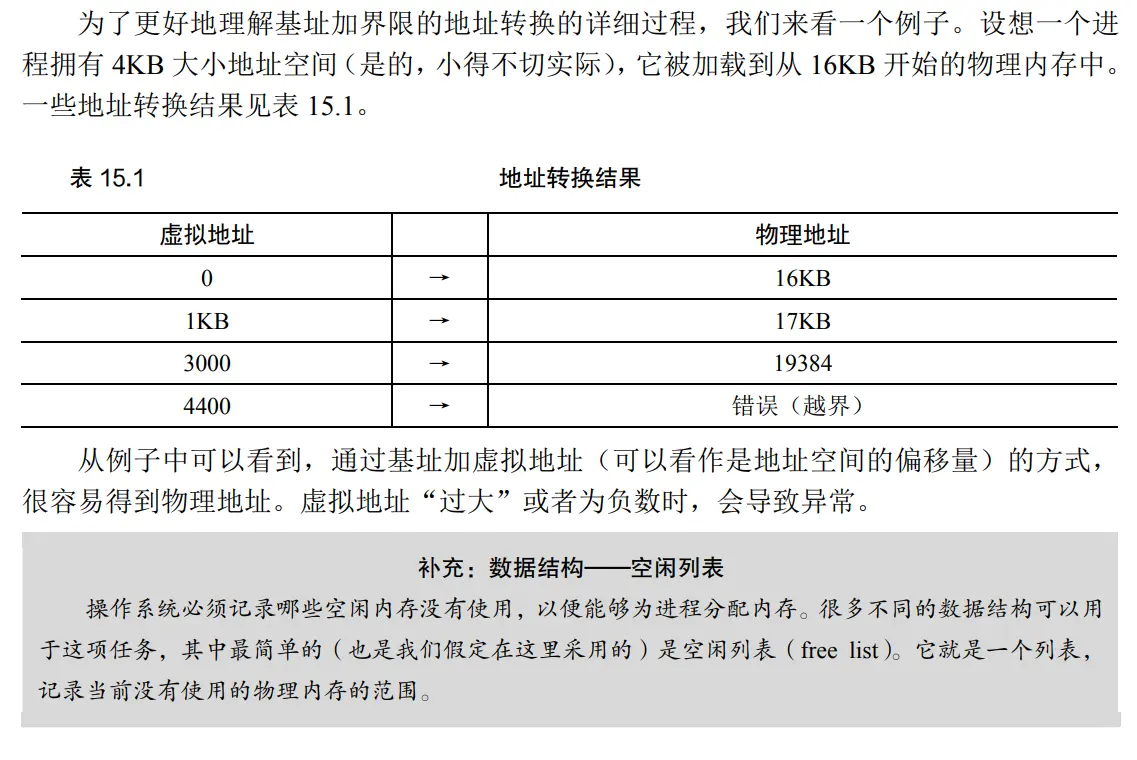 为了更好地理解基址加界限的地址转换的详细过程，我们来看一个例子。设想一个进
程拥有 4KB 大小地址空间（是的，小得不切实际），它被加载到从 16KB 开始的物理内存中。
一些地址转换结果见表 15.1。
表 15.1 地址转换结果
虚拟地址 物理地址
0 → 16KB
1KB → 17KB
3000 → 19384
4400 → 错误（越界）
从例子中可以看到，通过基址加虚拟地址（可以看作是地址空间的偏移量）的方式，
很容易得到物理地址。虚拟地址“过大”或者为负数时，会导致异常。
补充：数据结构——空闲列表
操作系统必须记录哪些空闲内存没有使用，以便能够为进程分配内存。很多不同的数据结构可以用
于这项任务，其中最简单的（也是我们假定在这里采用的）是空闲列表（free list）。它就是一个列表，
记录当前没有使用的物理内存的范围。